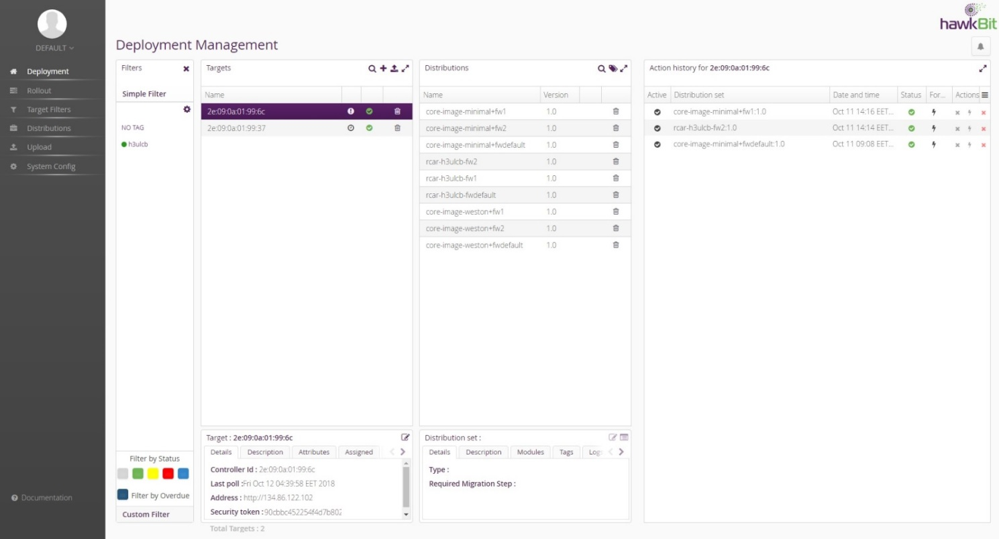 hawkBit
DEFAULT
Deployment
Rollout
Target Filters
Distributions
Upload
System Config
Documentation
Deployment Management
Filters
Simple Filter
NO TAG
h3ulcb
Filter by Status
Filter by Overdue
Custom Filter
Targets
Name
2e:09:0a:01:99:6c
2e:09:0a:01:99:37
Target : 2e:09:0a:01:99:6c
Details Description Attributes Assigned
Controller Id : 2e:09:0a:01:99:6c
Last poll :Fri Oct 12 04:39:58 EET 2018
Address : http://134.86.122.102
Security token :90cbbc452254f4d7b802
Total Targets : 2
Distributions
Name Version
core-image-minimal+fw1 1.0
core-image-minimal+fw2 1.0
core-image-minimal+fwdefault 1.0
rcar-h3ulcb-fw2 1.0
rcar-h3ulcb-fw1 1.0
rcar-h3ulcb-fwdefault 1.0
core-image-weston+fw1 1.0
core-image-weston+fw2 1.0
core-image-weston+fwdefault 1.0
Distribution set :
Details Description Modules Tags Log
Type :
Required Migration Step :
Action history for 2e:09:0a:01:99:6c
Active Distribution set Date and time Status For... Actions
core-image-minimal+fw1:1.0 Oct 11 14:16 EET...
rcar-h3ulcb-fw2:1.0 Oct 11 14:14 EET...
core-image-minimal+fwdefault:1.0 Oct 11 09:08 EET...